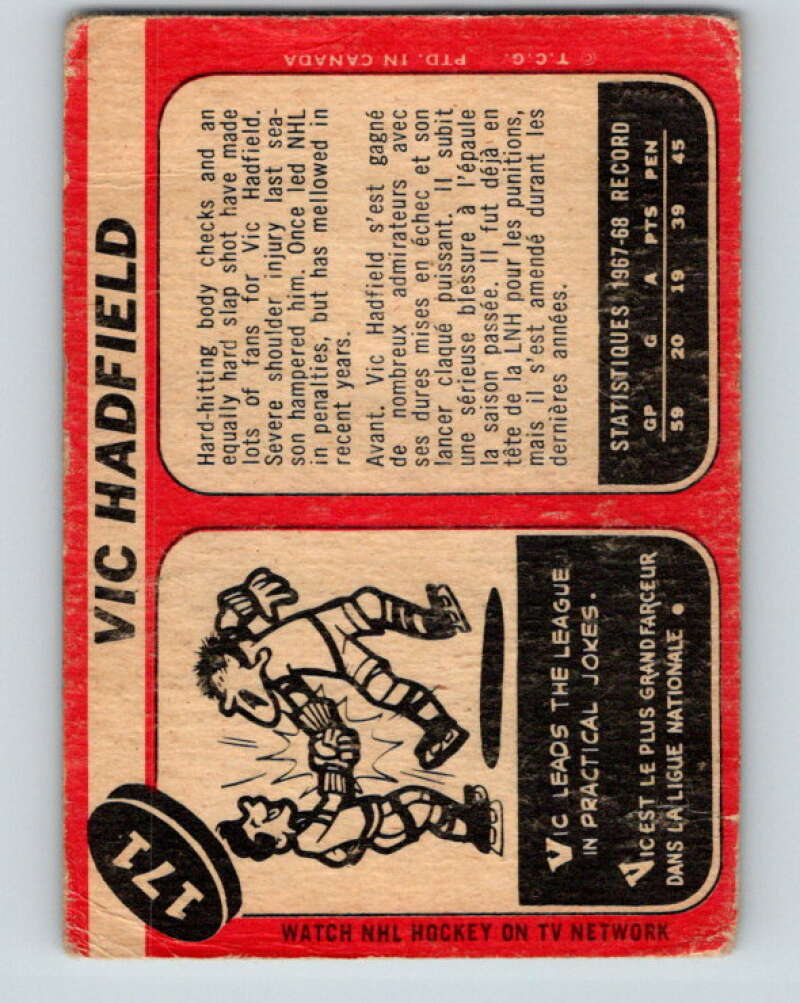 171
VIC HADFIELD
VIC LEADS THE LEAGUE
IN PRACTICAL JOKES.
VIC EST LE PLUS GRAND FARCEUR
DANS LA LIGUE NATIONALE.
WATCH NHL HOCKEY ON TV NETWORK
Hard-hitting body checks and an
equally hard slap shot have made
lots of fans for Vic Hadfield.
Severe shoulder injury last sea-
son hampered him. Once led NHL
in penalties, but has mellowed in
recent years.
Avant. Vic Hadfield s'est gagné
de nombreux admirateurs avec
ses dures mises en échec et son
lancer claqué puissant. Il subit
une sérieuse blessure à l'épaule
la saison passée. Il fut déjà en
tête de la LNH pour les punitions,
mais il s'est amendé durant les
dernières années.
STATISTIQUES 1967-68 RECORD
GP G A PTS PEN
59 20 19 39 45
© T.C.G. PTD. IN CANADA